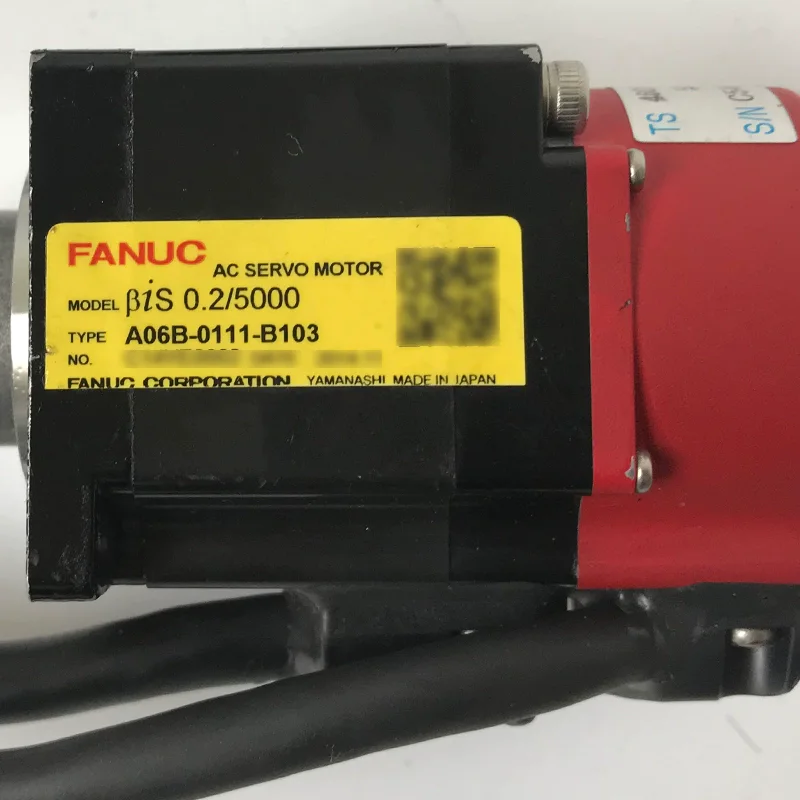 FANUC AC SERVO MOTOR
MODEL βiS 0.2/5000
TYPE A06B-0111-B103
NO.
FANUC CORPORATION YAMANASHI MADE IN JAPAN
TS
S/N